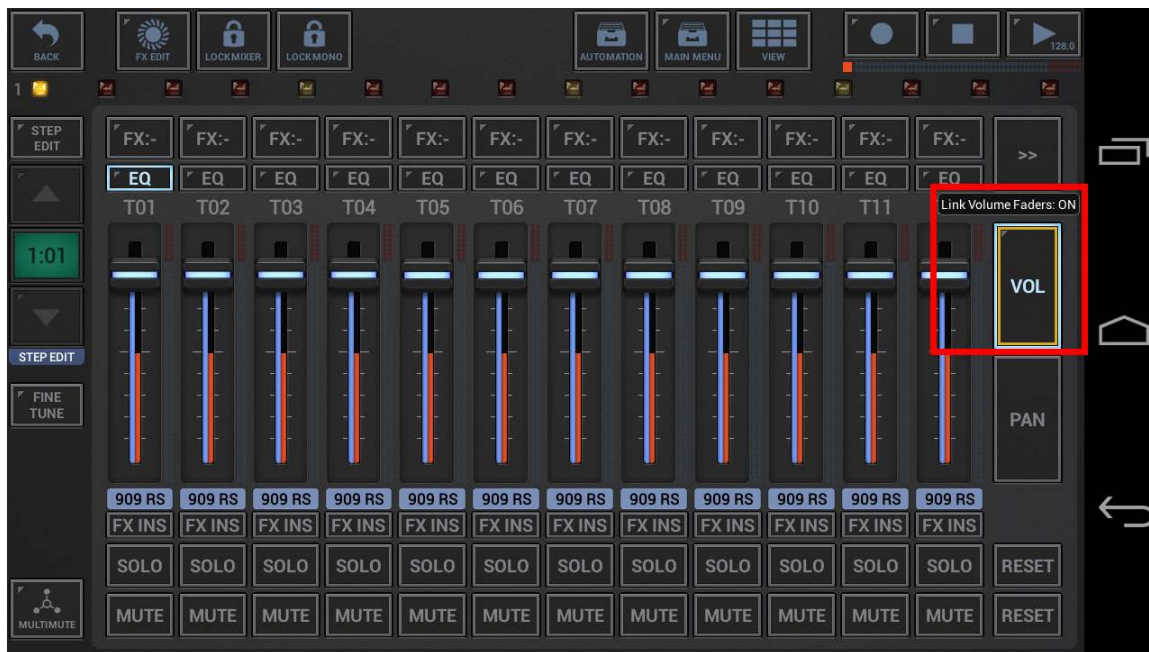 BACK
FX EDIT
LOCKMIXER
LOCKMONO
AUTOMATION
MAIN MENU
VIEW
128.0
1
STEP
EDIT
FX:- FX:- FX:- FX:- FX:- FX:- FX:- FX:- FX:- FX:- FX:- FX:-
>>
EQ EQ EQ EQ EQ EQ EQ EQ EQ EQ EQ EQ
T01 T02 T03 T04 T05 T06 T07 T08 T09 T10 T11
Link Volume Faders: ON
1:01
VOL
STEP EDIT
FINE
TUNE
PAN
909 RS 909 RS 909 RS 909 RS 909 RS 909 RS 909 RS 909 RS 909 RS 909 RS 909 RS 909 RS
FX INS FX INS FX INS FX INS FX INS FX INS FX INS FX INS FX INS FX INS FX INS FX INS
SOLO SOLO SOLO SOLO SOLO SOLO SOLO SOLO SOLO SOLO SOLO SOLO RESET
MULTIMUTE
MUTE MUTE MUTE MUTE MUTE MUTE MUTE MUTE MUTE MUTE MUTE MUTE RESET